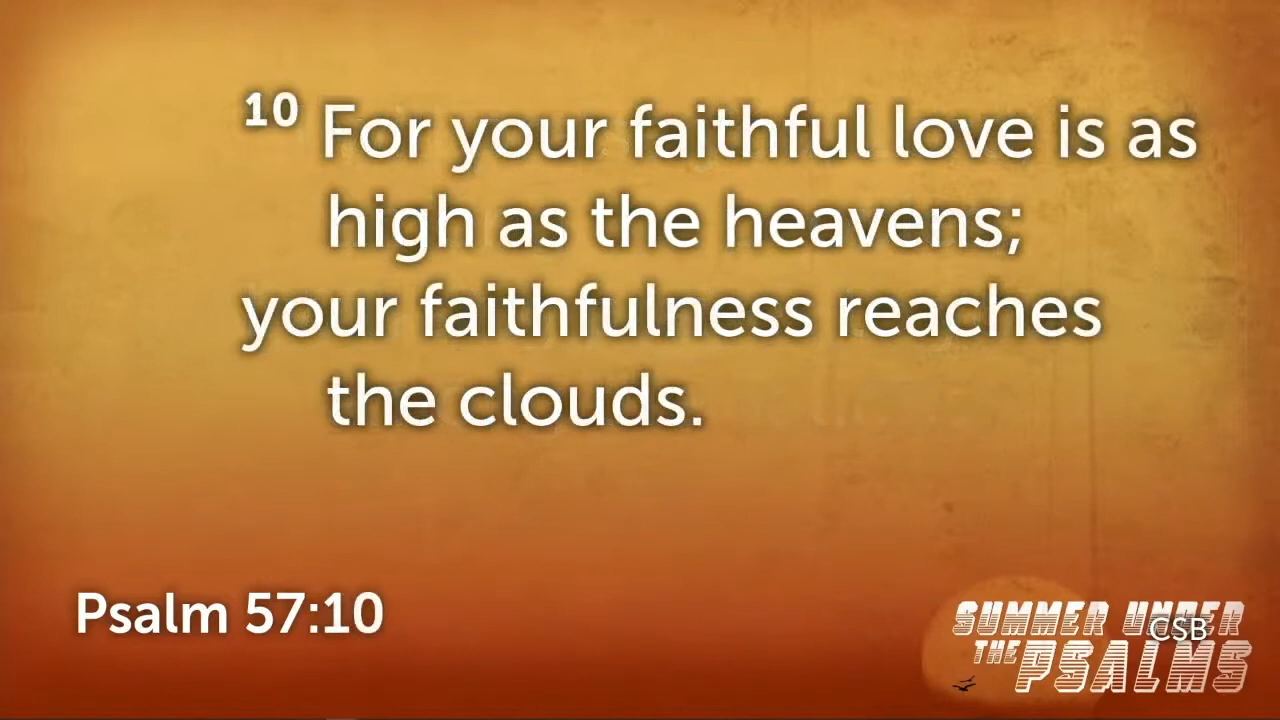 10 For your faithful love is as
high as the heavens;
your faithfulness reaches
the clouds.
Psalm 57:10
SUMMER UNDER
CSB
THE PSALMS